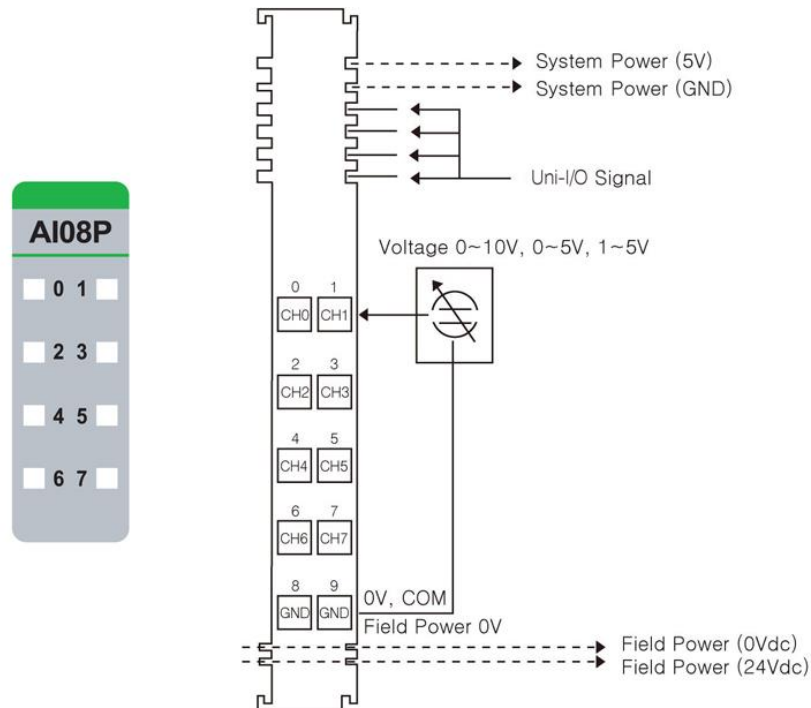 AI08P
0 1
2 3
4 5
6 7
System Power (5V)
System Power (GND)
Uni-I/O Signal
Voltage 0~10V, 0~5V, 1~5V
0 1
CH0 CH1
2 3
CH2 CH3
4 5
CH4 CH5
6 7
CH6 CH7
8 9
GND GND
0V, COM
Field Power 0V
Field Power (0Vdc)
Field Power (24Vdc)